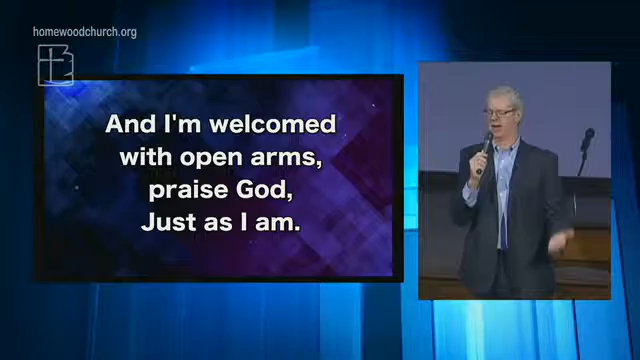 homewoodchurch.org
And I'm welcomed
with open arms,
praise God,
Just as I am.